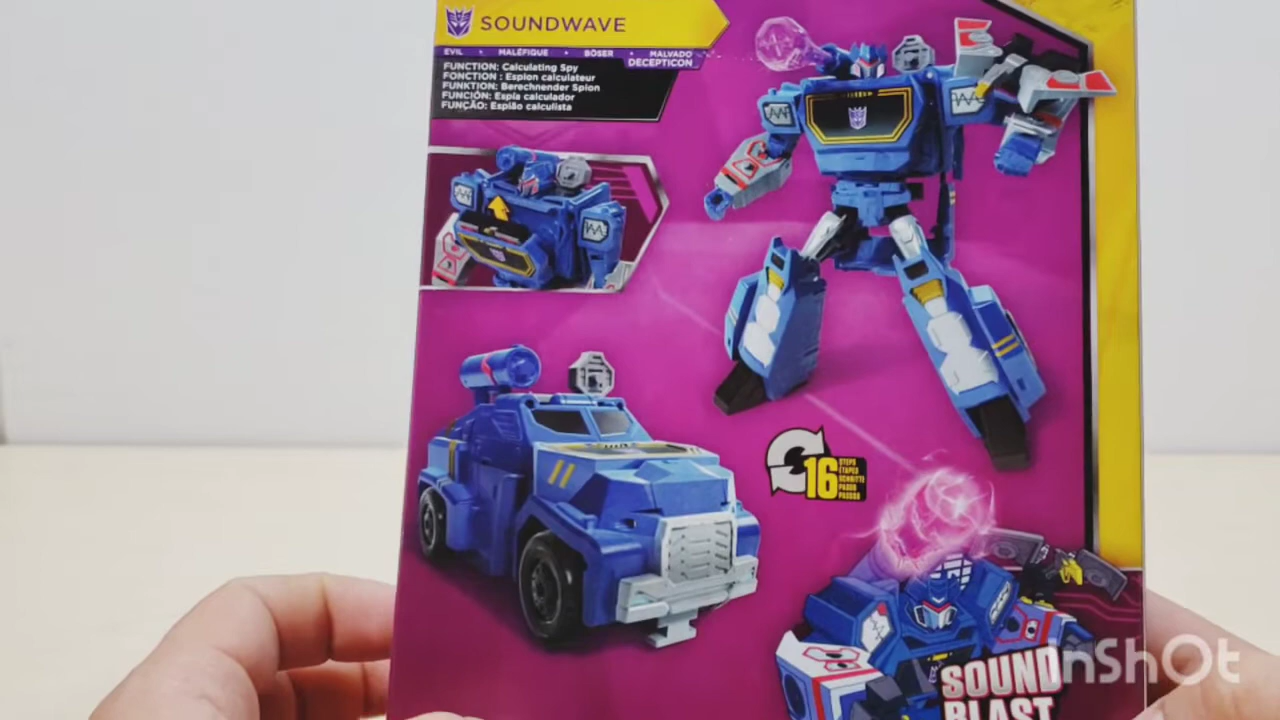 SOUNDWAVE
EVIL • MALÉFIQUE • BÖSER • MALVADO
DECEPTICON
FUNCTION: Calculating Spy
FONCTION : Espion calculateur
FUNKTION: Berechnender Spion
FUNCIÓN: Espía calculador
FUNÇÃO: Espião calculista
16
STEPS
ÉTAPES
SCHRITTE
PASOS
PASSOS
SOUND
BLAST
InShOt